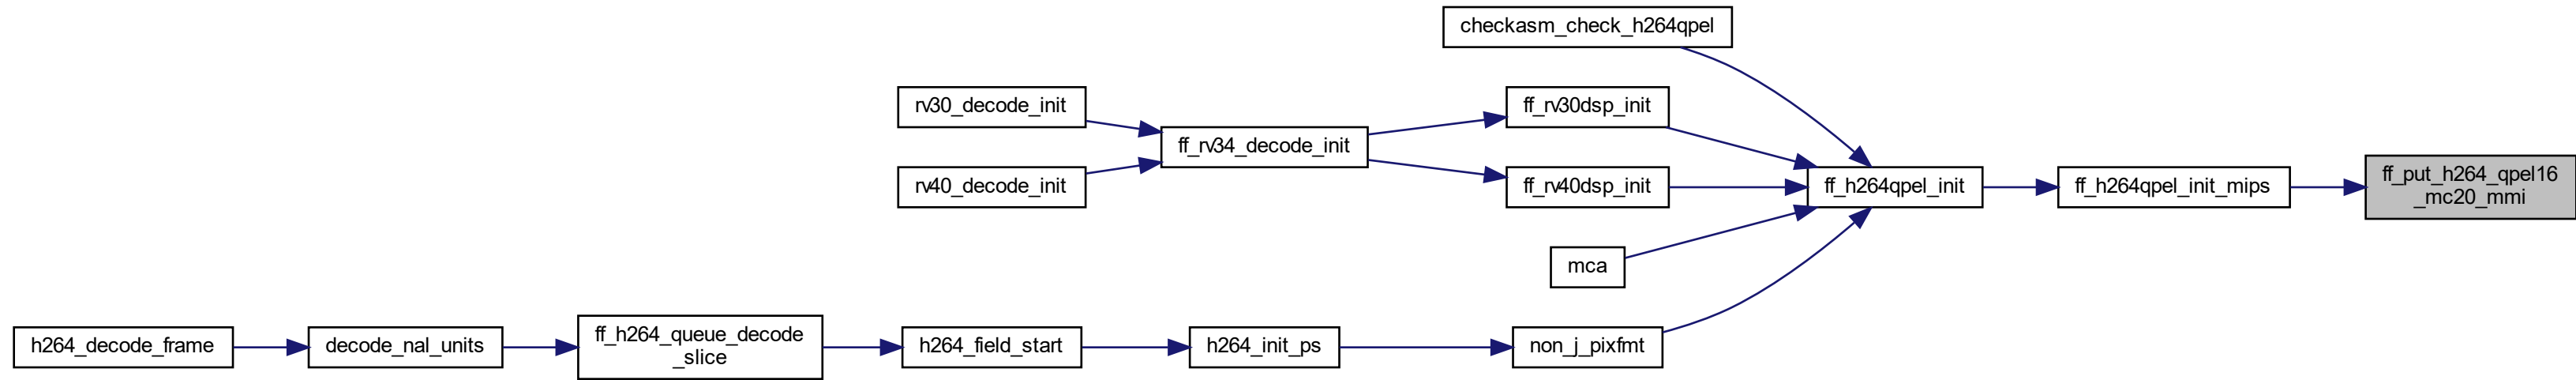 checkasm_check_h264qpel
rv30_decode_init
ff_rv30dsp_init
ff_rv34_decode_init
rv40_decode_init
ff_rv40dsp_init
ff_h264qpel_init
ff_h264qpel_init_mips
ff_put_h264_qpel16
_mc20_mmi
mca
h264_decode_frame
decode_nal_units
ff_h264_queue_decode
_slice
h264_field_start
h264_init_ps
non_j_pixfmt